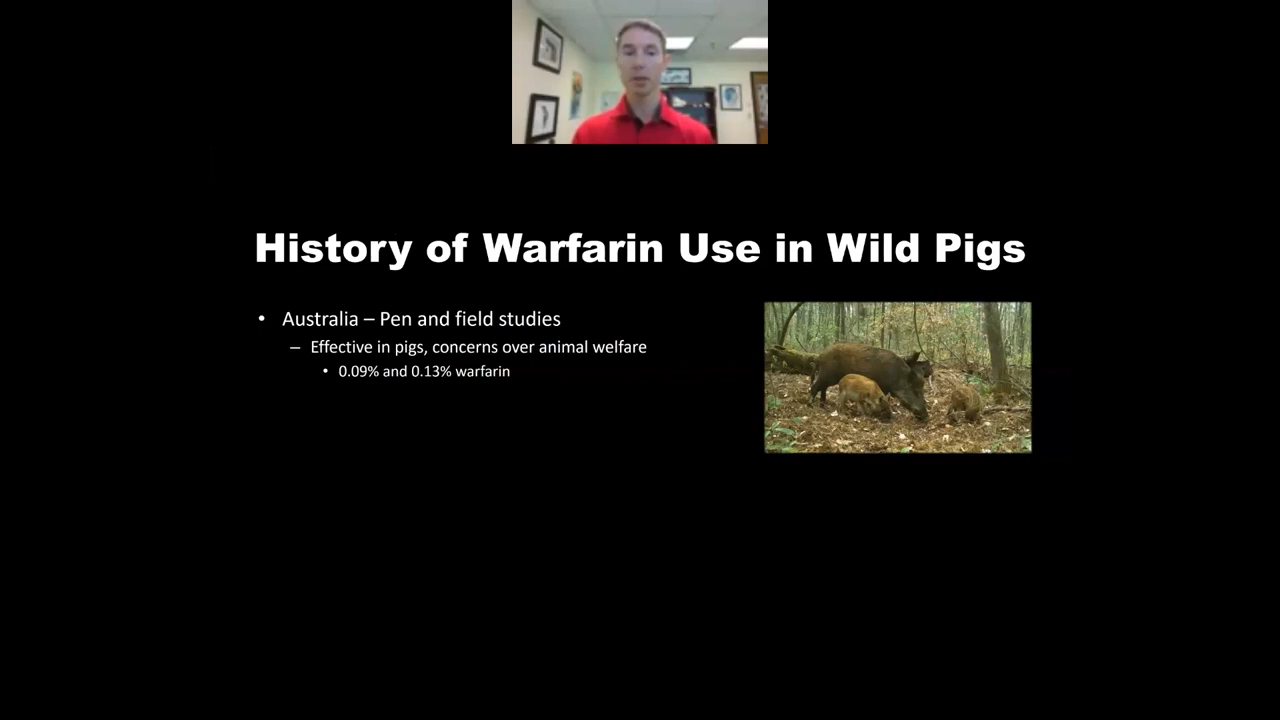 History of Warfarin Use in Wild Pigs
• Australia – Pen and field studies
– Effective in pigs, concerns over animal welfare
• 0.09% and 0.13% warfarin